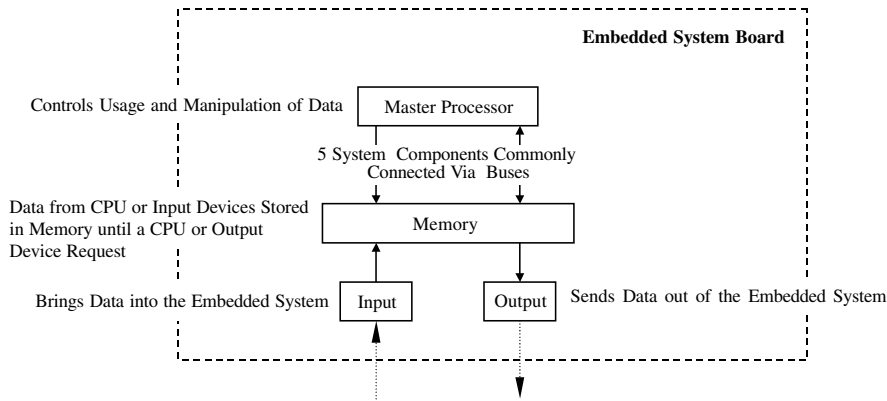 Embedded System Board
Controls Usage and Manipulation of Data
Master Processor
5 System Components Commonly
Connected Via Buses
Data from CPU or Input Devices Stored
in Memory until a CPU or Output
Device Request
Memory
Brings Data into the Embedded System
Input
Output
Sends Data out of the Embedded System